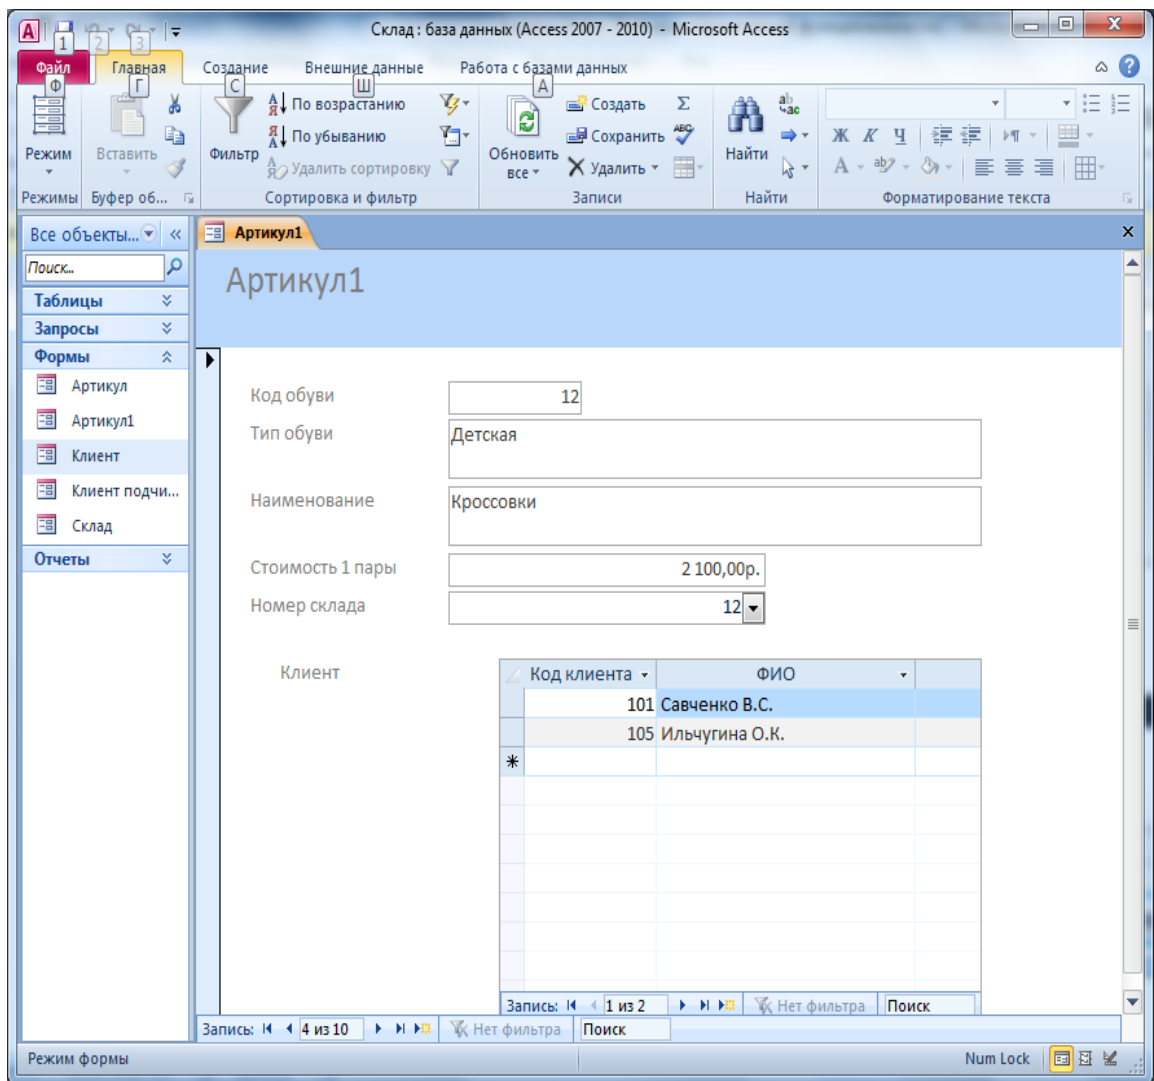 Склад : база данных (Access 2007 - 2010) - Microsoft Access
1 2 3
Файл Главная Создание Внешние данные Работа с базами данных
Ф Г С Ш А
По возрастанию
По убыванию
Удалить сортировку
Режим Вставить Фильтр
Обновить все
Создать
Сохранить
Удалить
Найти
Ж К Ч
Режимы Буфер об... Сортировка и фильтр Записи Найти Форматирование текста
Все объекты... «
Поиск...
Таблицы
Запросы
Формы
Артикул
Артикул1
Клиент
Клиент подчи...
Склад
Отчеты
Артикул1
Артикул1
Код обуви 12
Тип обуви Детская
Наименование Кроссовки
Стоимость 1 пары 2 100,00р.
Номер склада 12
Клиент
Код клиента ФИО
101 Савченко В.С.
105 Ильчугина О.К.
Запись: 1 из 2 Нет фильтра Поиск
Запись: 4 из 10 Нет фильтра Поиск
Режим формы Num Lock